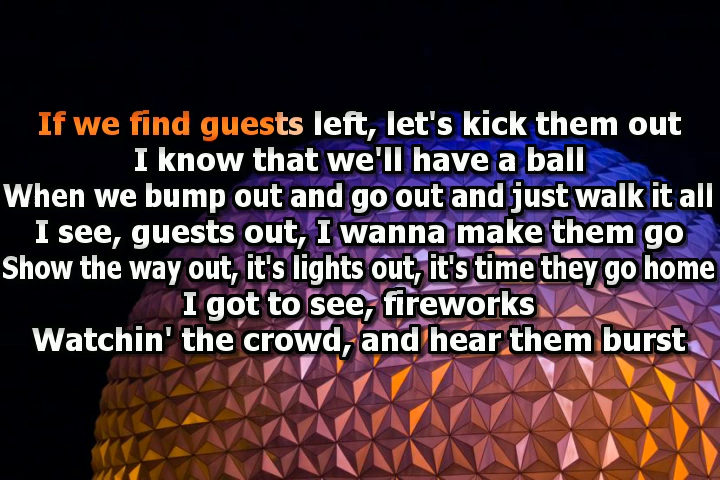 If we find guests left, let's kick them out
I know that we'll have a ball
When we bump out and go out and just walk it all
I see, guests out, I wanna make them go
Show the way out, it's lights out, it's time they go home
I got to see, fireworks
Watchin' the crowd, and hear them burst